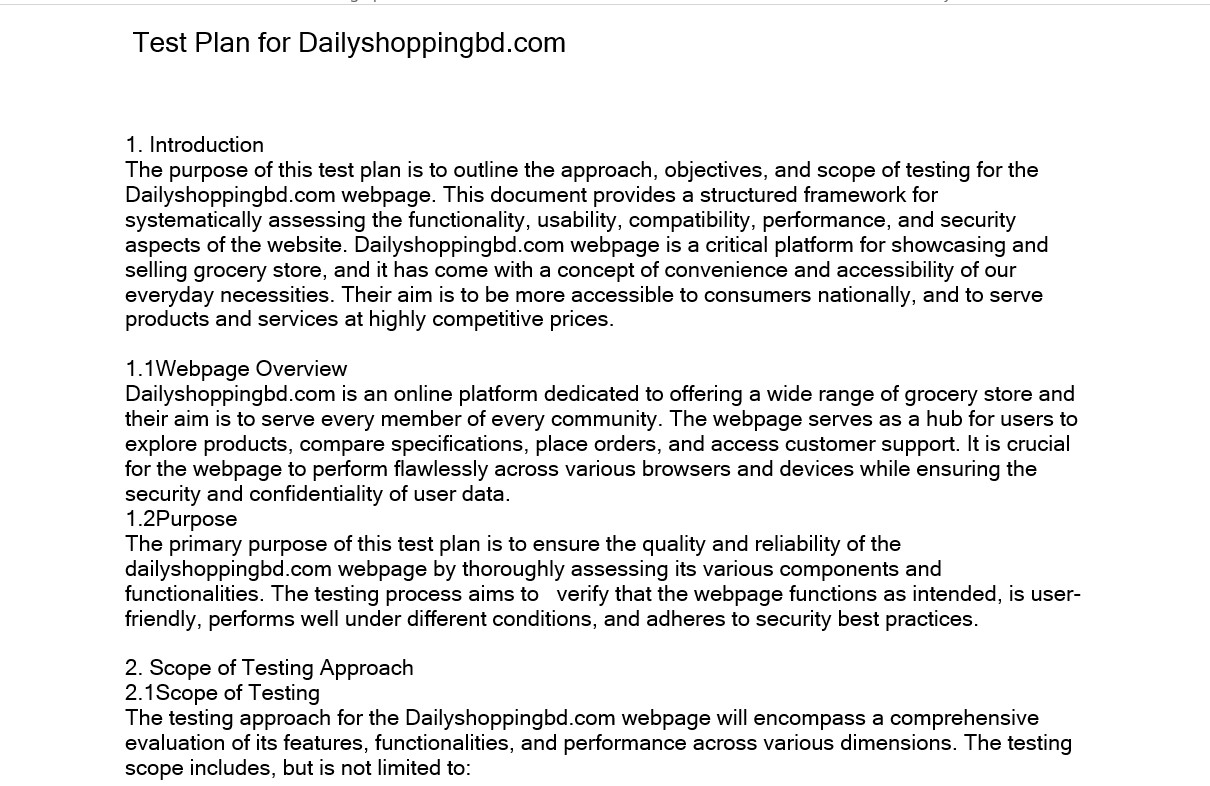 Test Plan for Dailyshoppingbd.com
1. Introduction
The purpose of this test plan is to outline the approach, objectives, and scope of testing for the
Dailyshoppingbd.com webpage. This document provides a structured framework for
systematically assessing the functionality, usability, compatibility, performance, and security
aspects of the website. Dailyshoppingbd.com webpage is a critical platform for showcasing and
selling grocery store, and it has come with a concept of convenience and accessibility of our
everyday necessities. Their aim is to be more accessible to consumers nationally, and to serve
products and services at highly competitive prices.
1.1Webpage Overview
Dailyshoppingbd.com is an online platform dedicated to offering a wide range of grocery store and
their aim is to serve every member of every community. The webpage serves as a hub for users to
explore products, compare specifications, place orders, and access customer support. It is crucial
for the webpage to perform flawlessly across various browsers and devices while ensuring the
security and confidentiality of user data.
1.2Purpose
The primary purpose of this test plan is to ensure the quality and reliability of the
dailyshoppingbd.com webpage by thoroughly assessing its various components and
functionalities. The testing process aims to   verify that the webpage functions as intended, is user-
friendly, performs well under different conditions, and adheres to security best practices.
2. Scope of Testing Approach
2.1Scope of Testing
The testing approach for the Dailyshoppingbd.com webpage will encompass a comprehensive
evaluation of its features, functionalities, and performance across various dimensions. The testing
scope includes, but is not limited to: